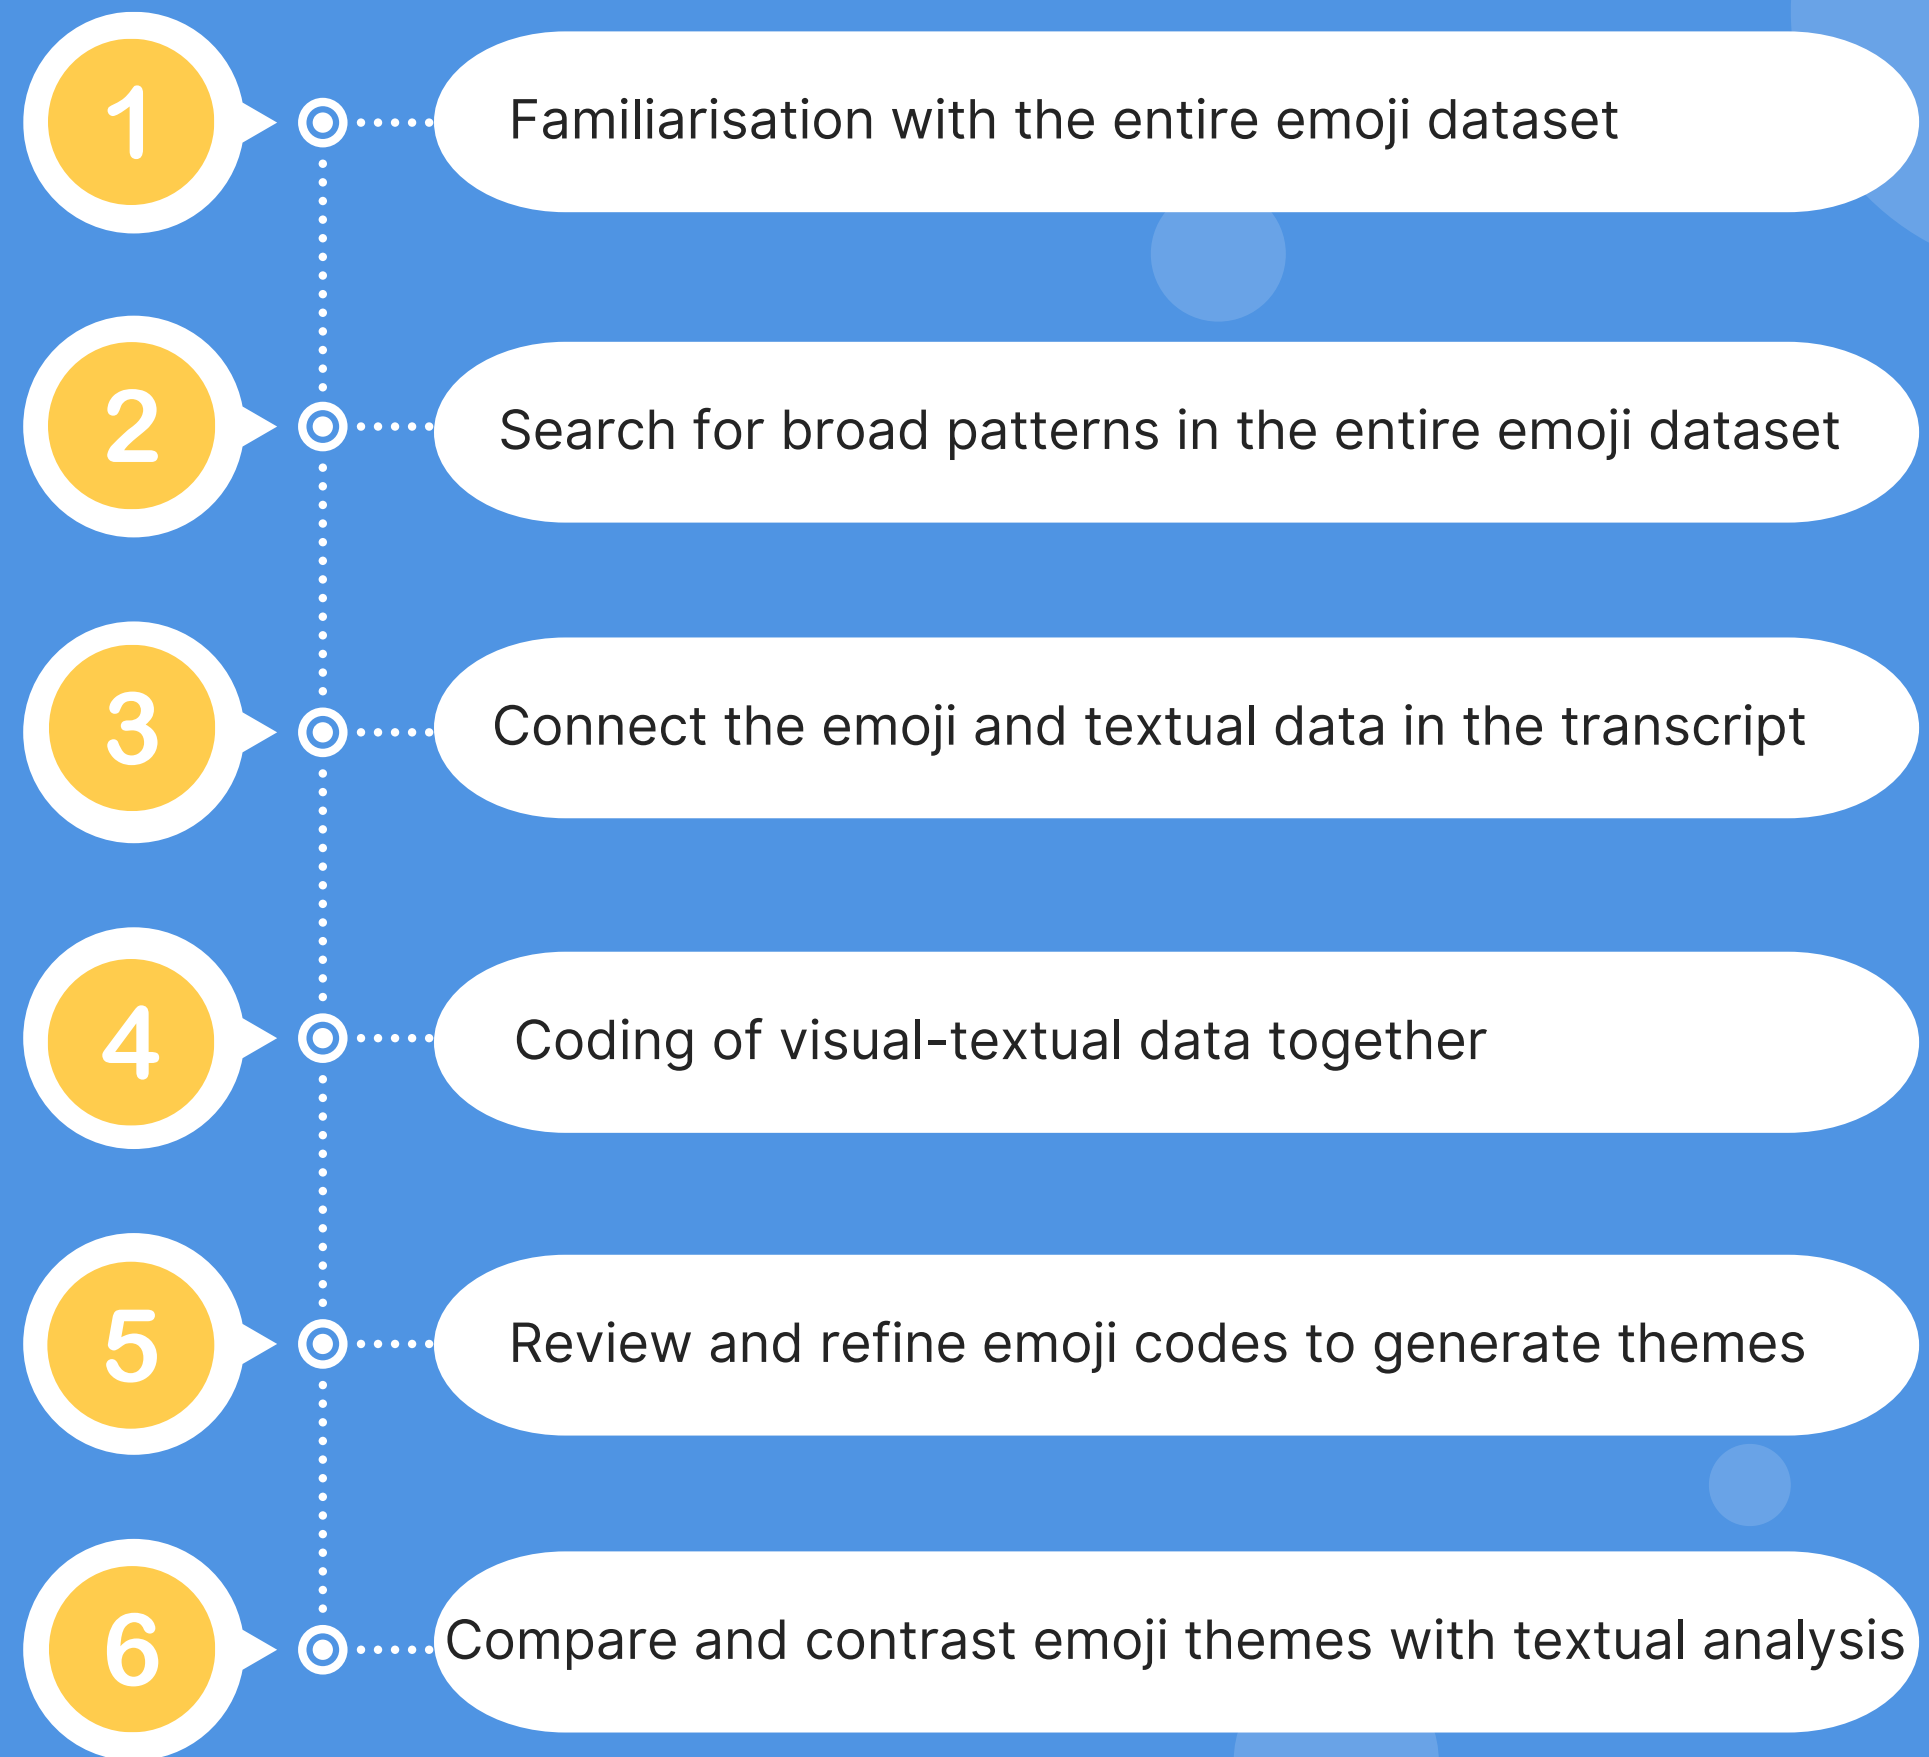 1
Familiarisation with the entire emoji dataset
2
Search for broad patterns in the entire emoji dataset
3
Connect the emoji and textual data in the transcript
4
Coding of visual-textual data together
5
Review and refine emoji codes to generate themes
6
Compare and contrast emoji themes with textual analysis